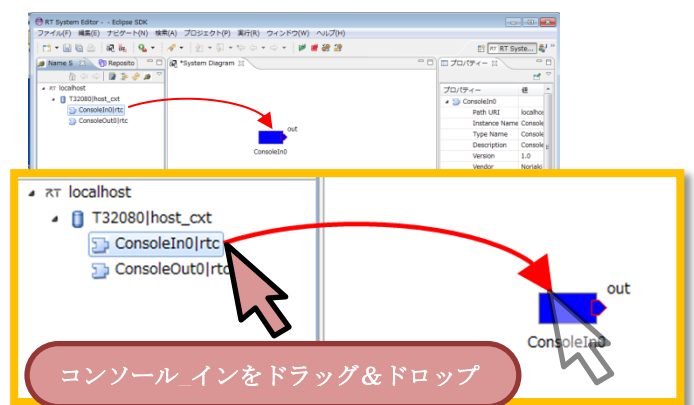 RT System Editor - - Eclipse SDK
ファイル(F) 編集(E) ナビゲート(N) 検索(A) プロジェクト(P) 実行(R) ウィンドウ(W) ヘルプ(H)
RT Syste...
Name S
Reposito
*System Diagram
プロパティー
RT localhost
T32080|host_cxt
ConsoleIn0|rtc
ConsoleOut0|rtc
out
ConsoleIn0
プロパティー 値
ConsoleIn0
Path URI localhos
Instance Name Console
Type Name Console
Description Console
Version 1.0
Vendor Noriaki
RT localhost
T32080|host_cxt
ConsoleIn0|rtc
ConsoleOut0|rtc
out
ConsoleIn0
コンソール_インをドラッグ＆ドロップ